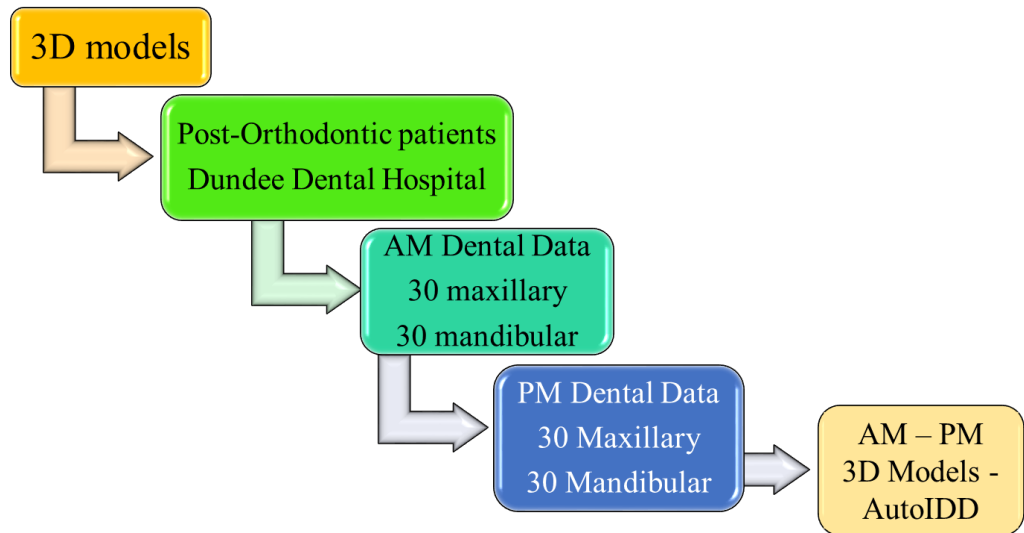 3D models
Post-Orthodontic patients
Dundee Dental Hospital
AM Dental Data
30 maxillary
30 mandibular
PM Dental Data
30 Maxillary
30 Mandibular
AM – PM
3D Models -
AutoIDD